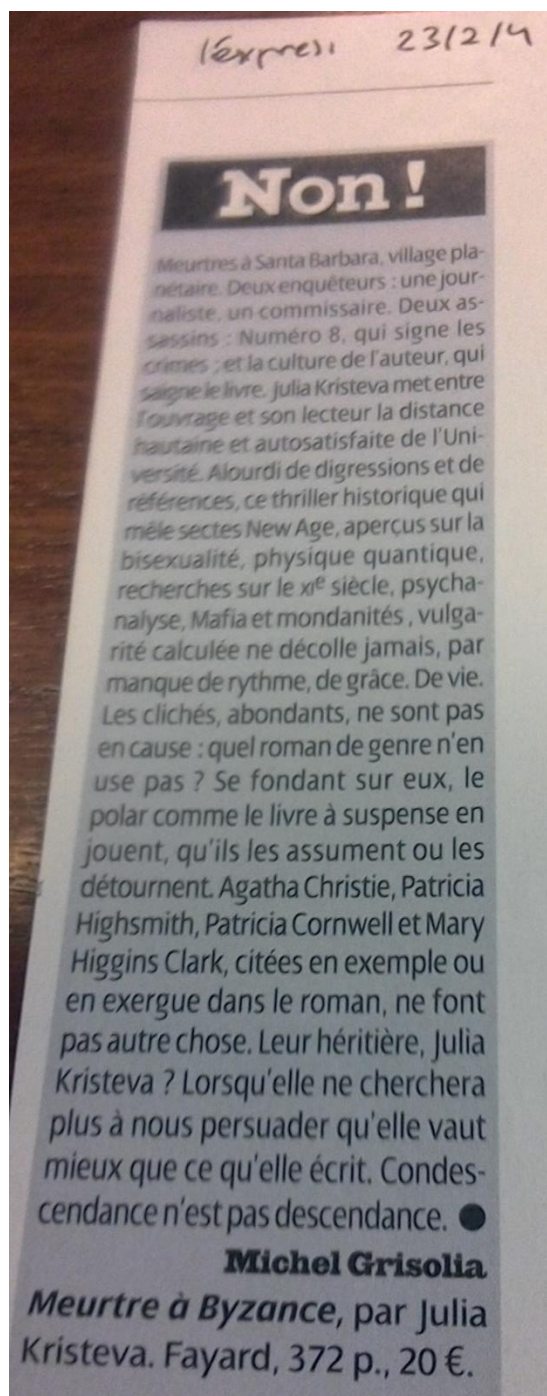 l'express 23/2/4
Non !
Meurtres à Santa Barbara, village pla-
nétaire. Deux enquêteurs : une jour-
naliste, un commissaire. Deux as-
sassins : Numéro 8, qui signe les
crimes ; et la culture de l'auteur, qui
saigne le livre. Julia Kristeva met entre
l'ouvrage et son lecteur la distance
hautaine et autosatisfaite de l'Uni-
versité. Alourdi de digressions et de
références, ce thriller historique qui
mêle sectes New Age, aperçus sur la
bisexualité, physique quantique,
recherches sur le XIe siècle, psycha-
nalyse, Mafia et mondanités , vulga-
rité calculée ne décolle jamais, par
manque de rythme, de grâce. De vie.
Les clichés, abondants, ne sont pas
en cause : quel roman de genre n'en
use pas ? Se fondant sur eux, le
polar comme le livre à suspense en
jouent, qu'ils les assument ou les
détournent. Agatha Christie, Patricia
Highsmith, Patricia Cornwell et Mary
Higgins Clark, citées en exemple ou
en exergue dans le roman, ne font
pas autre chose. Leur héritière, Julia
Kristeva ? Lorsqu'elle ne cherchera
plus à nous persuader qu'elle vaut
mieux que ce qu'elle écrit. Condes-
cendance n'est pas descendance. ●
Michel Grisolia
Meurtre à Byzance, par Julia
Kristeva. Fayard, 372 p., 20 €.